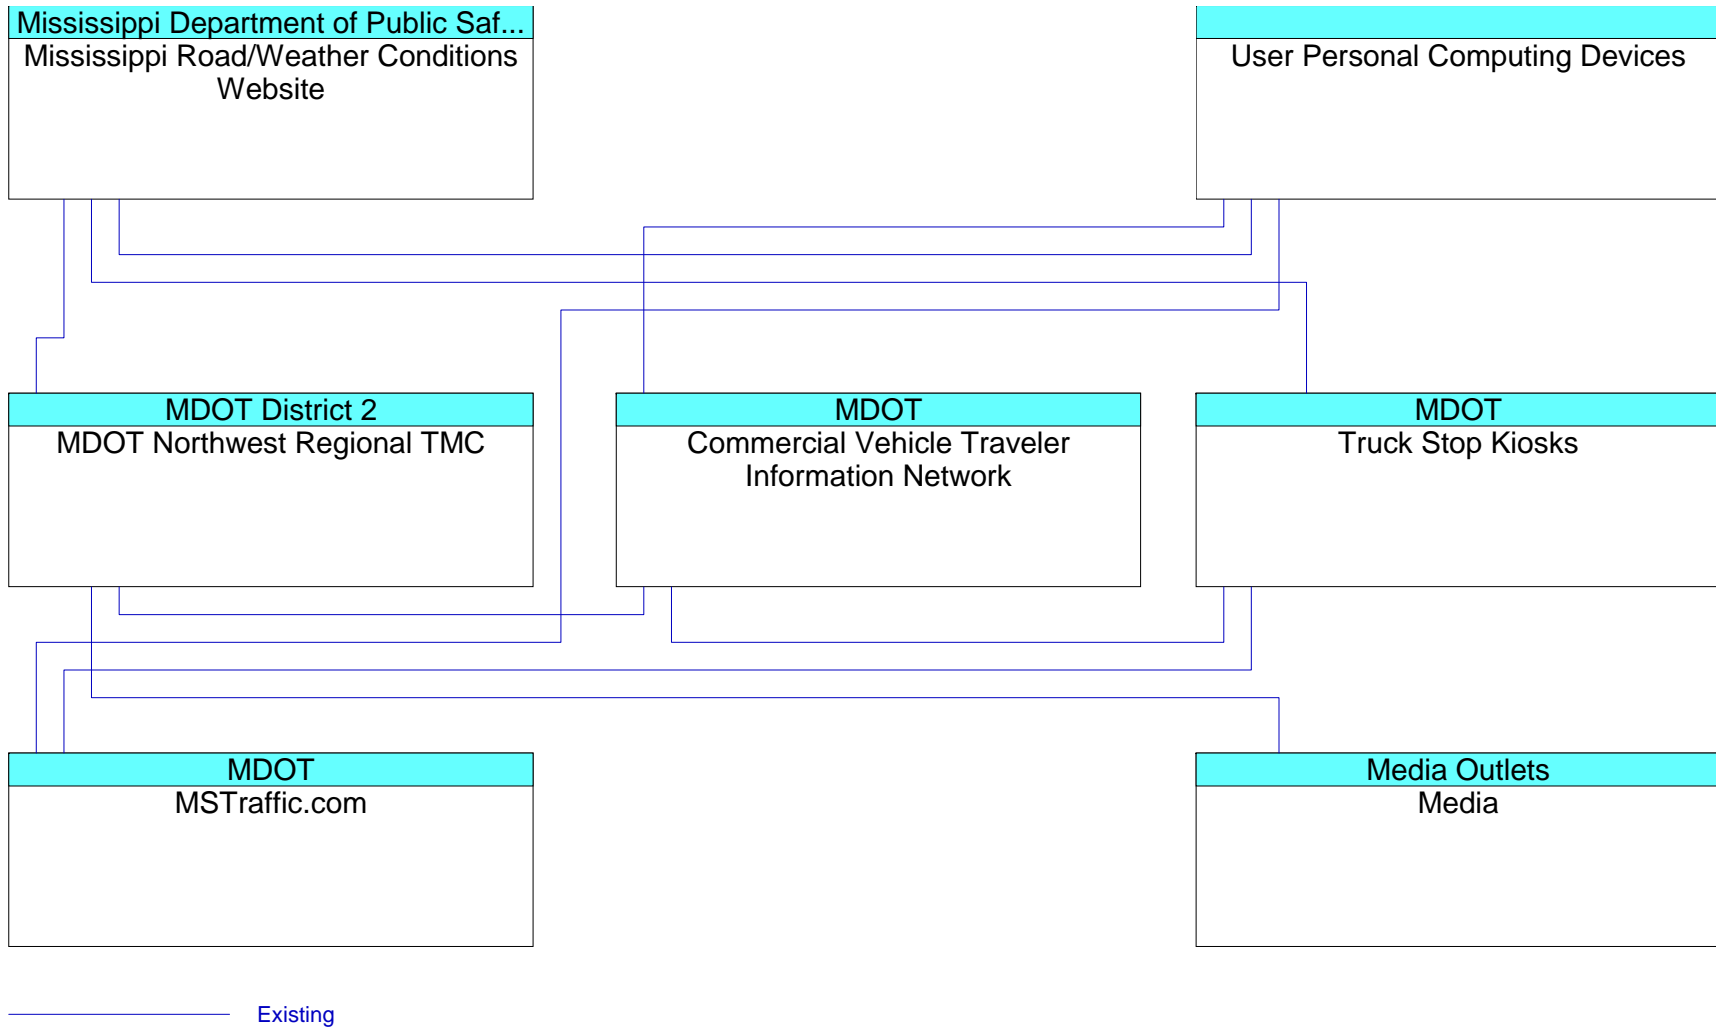 Mississippi Department of Public Saf...
Mississippi Road/Weather Conditions
Website
User Personal Computing Devices
MDOT District 2
MDOT Northwest Regional TMC
MDOT
Commercial Vehicle Traveler
Information Network
MDOT
Truck Stop Kiosks
MDOT
MSTraffic.com
Media Outlets
Media
Existing